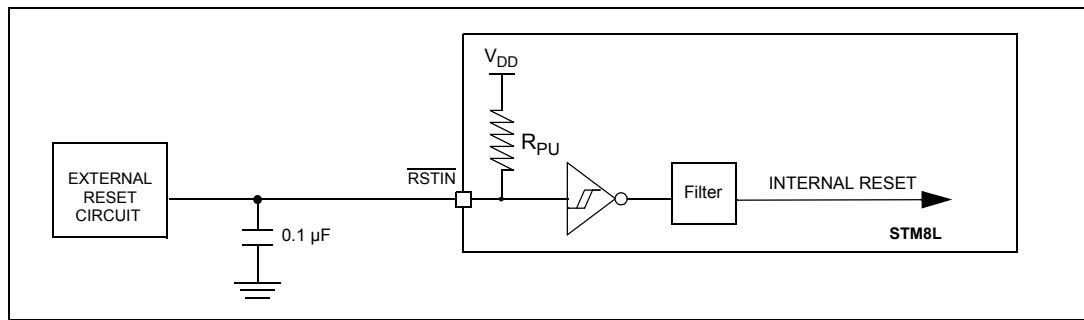 V_DD
R_PU
EXTERNAL
RESET
CIRCUIT
RSTIN
0.1 µF
Filter
INTERNAL RESET
STM8L